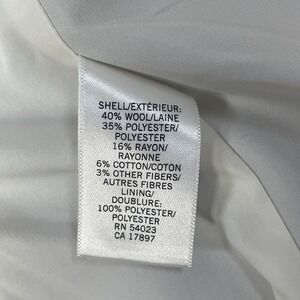 SHELL/EXTÉRIEUR:
40% WOOL/LAINE
35% POLYESTER/
POLYESTER
16% RAYON/
RAYONNE
6% COTTON/COTON
3% OTHER FIBERS/
AUTRES FIBRES
LINING/
DOUBLURE:
100% POLYESTER/
POLYESTER
RN 54023
CA 17897